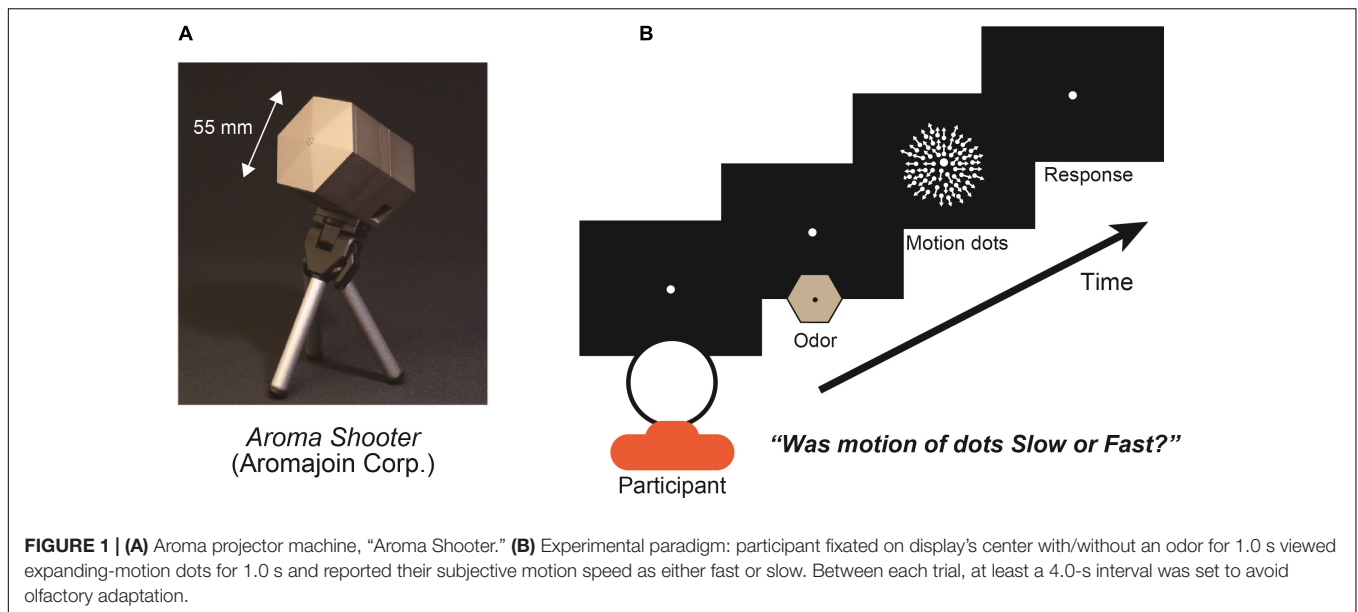 A
B
55 mm
Response
Motion dots
Time
Odor
Aroma Shooter
(Aromajoin Corp.)
"Was motion of dots Slow or Fast?"
Participant
FIGURE 1 | (A) Aroma projector machine, “Aroma Shooter.” (B) Experimental paradigm: participant fixated on display’s center with/without an odor for 1.0 s viewed
expanding-motion dots for 1.0 s and reported their subjective motion speed as either fast or slow. Between each trial, at least a 4.0-s interval was set to avoid
olfactory adaptation.